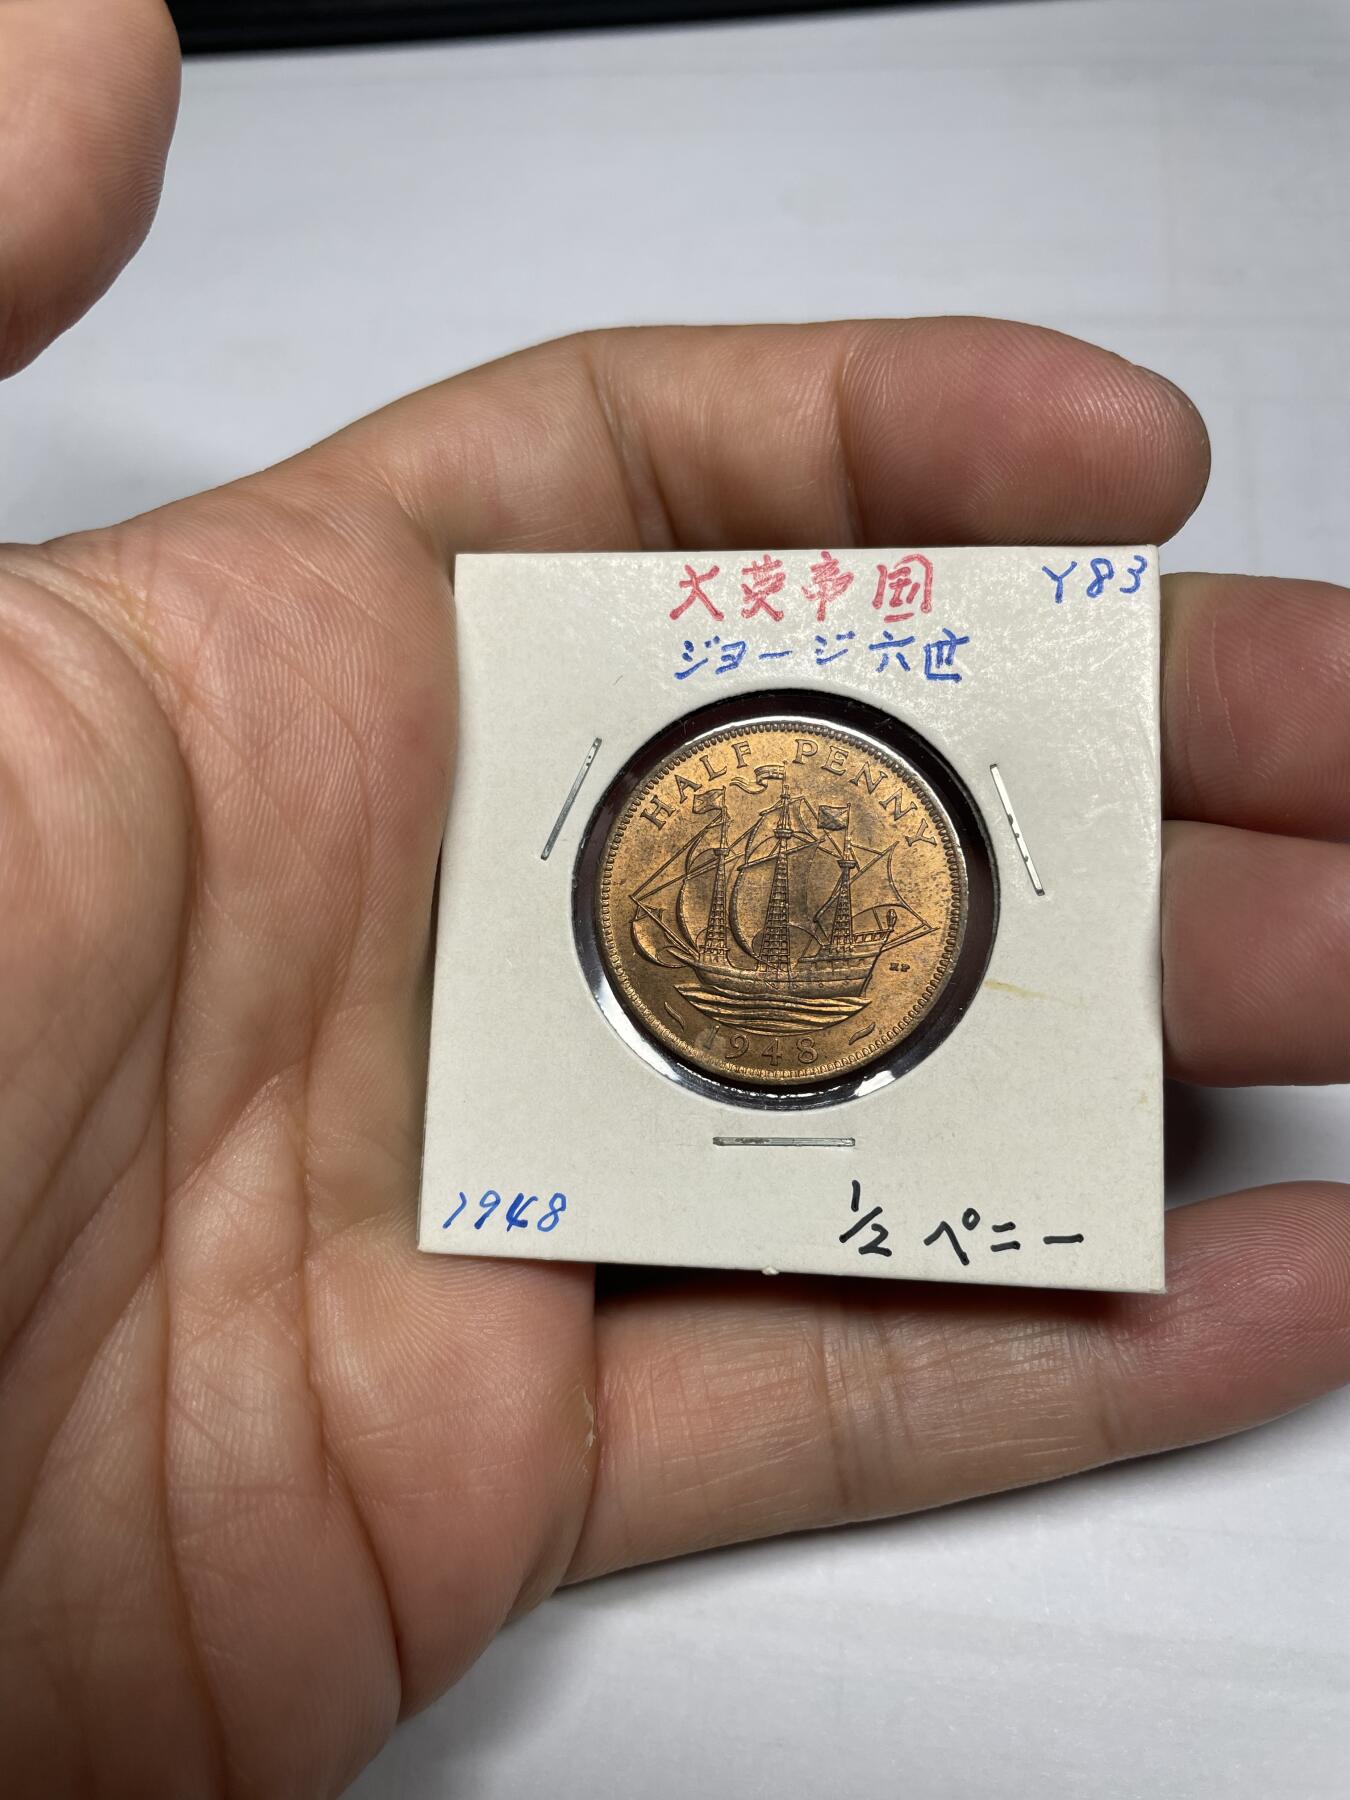 大英帝国 Y83
ジョージ六世
HALF PENNY
HP
1948
1948 1/2 ペニー